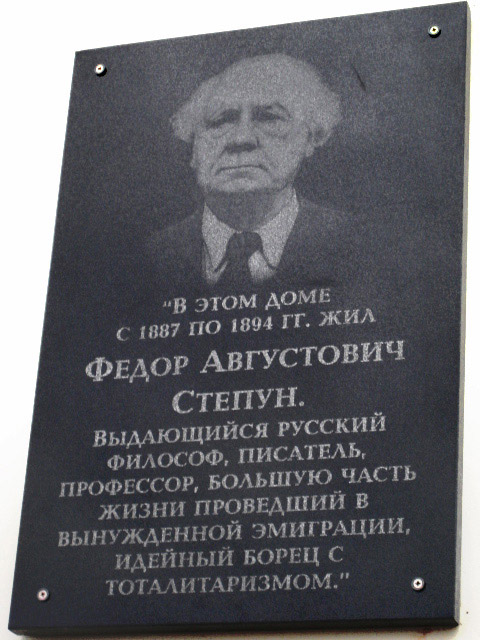 "В ЭТОМ ДОМЕ
С 1887 ПО 1894 ГГ. ЖИЛ
ФЕДОР АВГУСТОВИЧ
СТЕПУН.
ВЫДАЮЩИЙСЯ РУССКИЙ
ФИЛОСОФ, ПИСАТЕЛЬ,
ПРОФЕССОР, БОЛЬШУЮ ЧАСТЬ
ЖИЗНИ ПРОВЕДШИЙ В
ВЫНУЖДЕННОЙ ЭМИГРАЦИИ,
ИДЕЙНЫЙ БОРЕЦ С
ТОТАЛИТАРИЗМОМ."